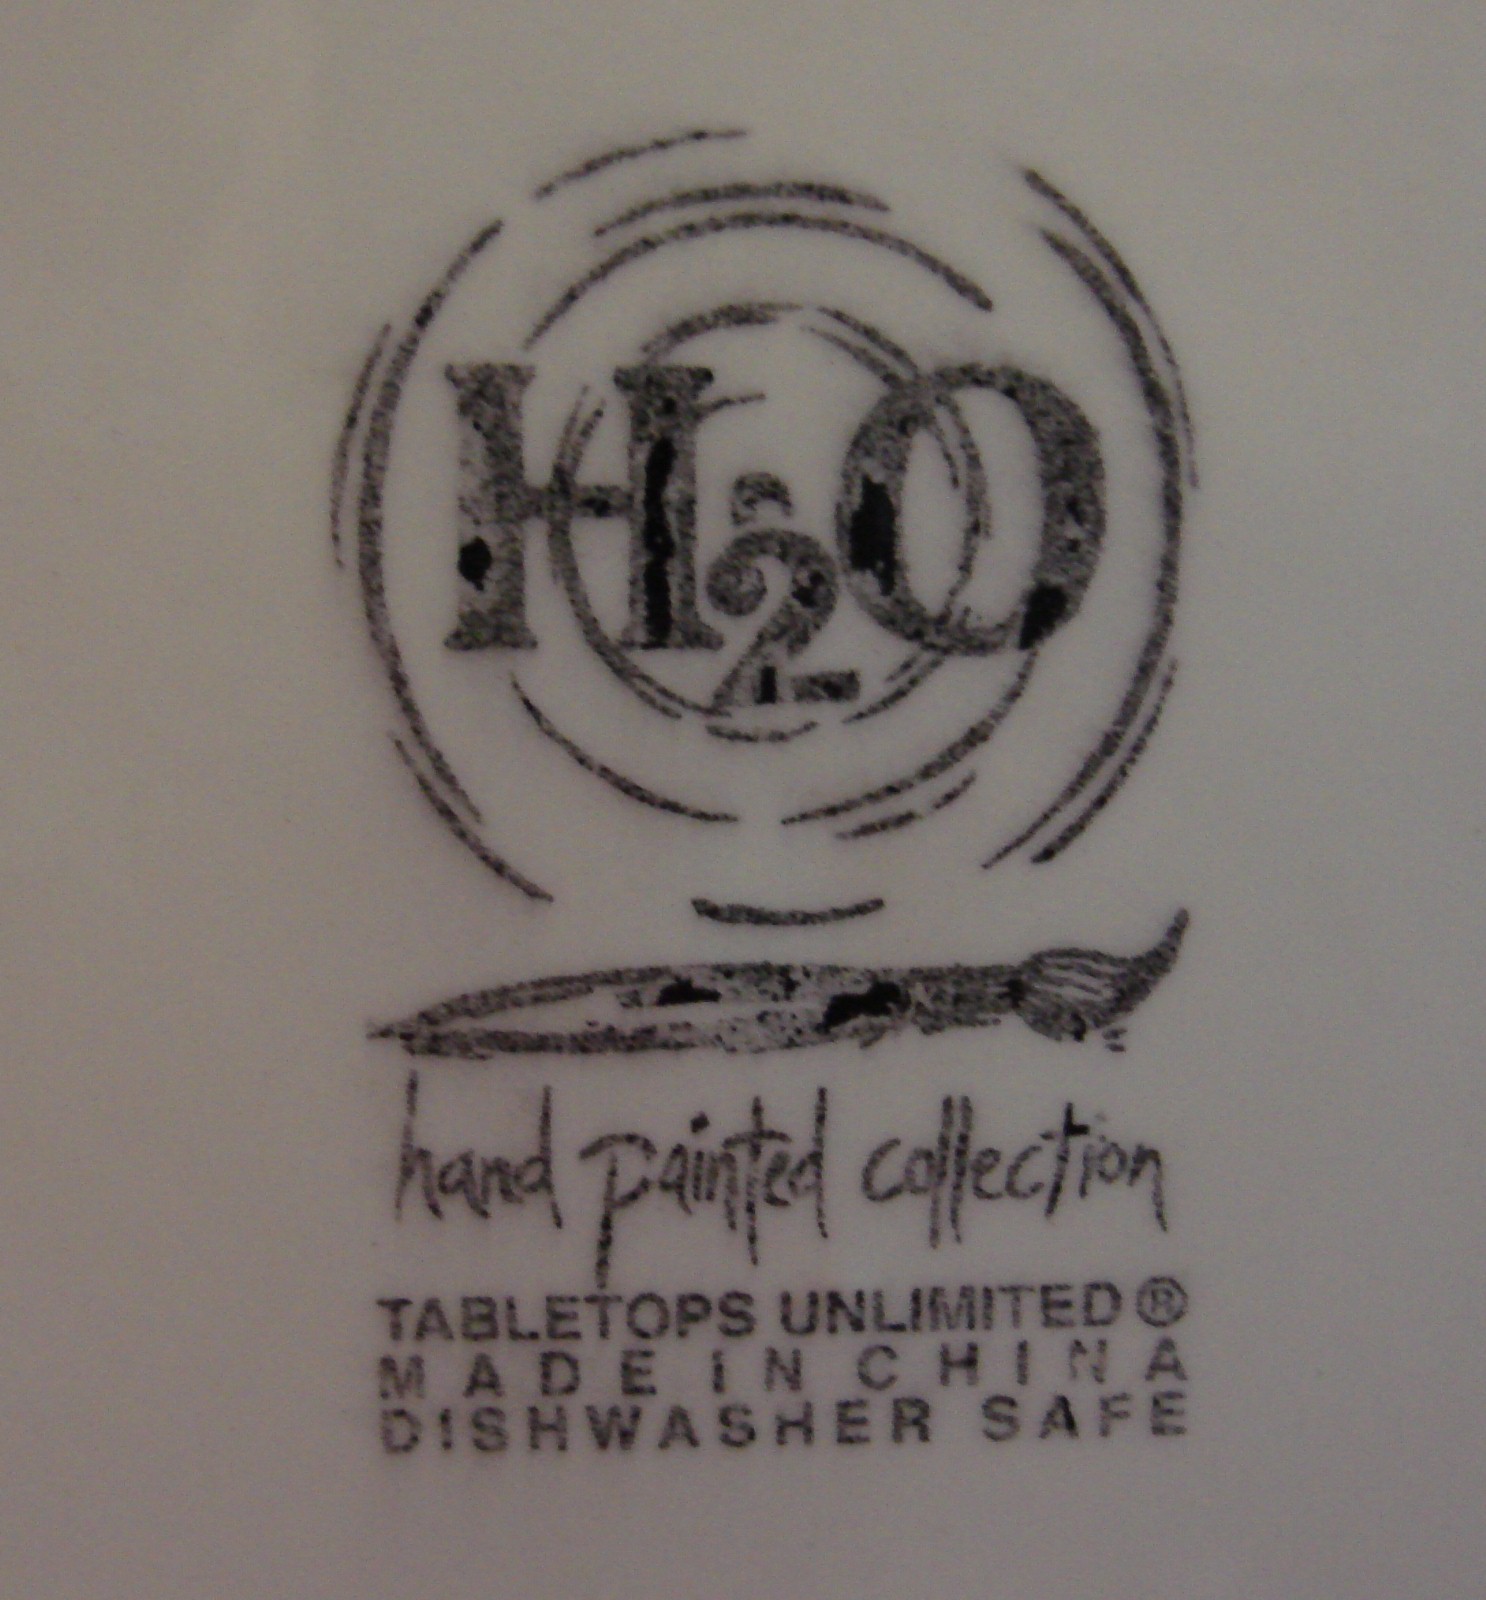 H2O
hand painted collection
TABLETOPS UNLIMITED®
MADE IN CHINA
DISHWASHER SAFE